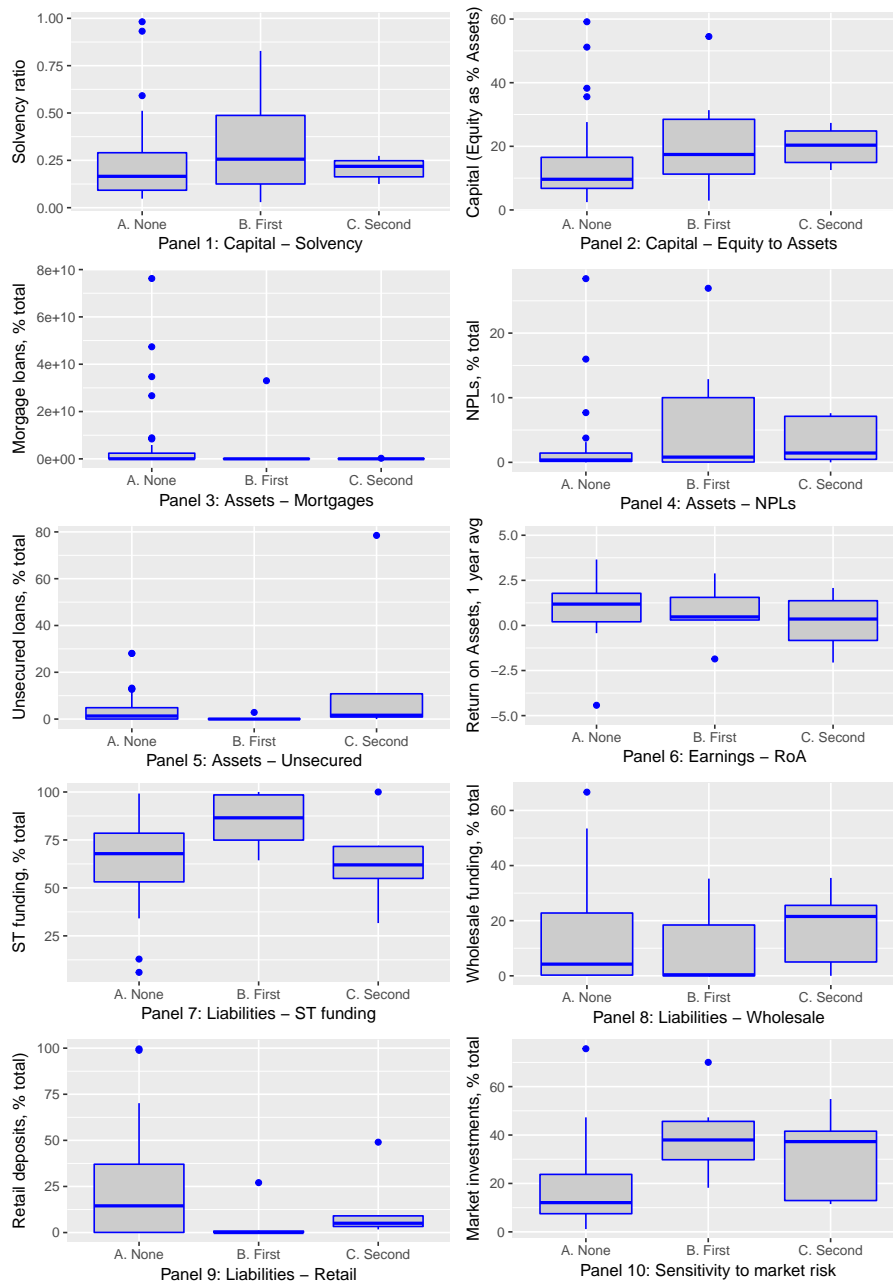 Solvency ratio
1.00
0.75
0.50
0.25
0.00
A. None B. First C. Second
Panel 1: Capital – Solvency
Capital (Equity as % Assets)
60
40
20
0
A. None B. First C. Second
Panel 2: Capital – Equity to Assets
Morgage loans, % total
8e+10
6e+10
4e+10
2e+10
0e+00
A. None B. First C. Second
Panel 3: Assets – Mortgages
NPLs, % total
20
10
0
A. None B. First C. Second
Panel 4: Assets – NPLs
Unsecured loans, % total
80
60
40
20
0
A. None B. First C. Second
Panel 5: Assets – Unsecured
Return on Assets, 1 year avg
5.0
2.5
0.0
−2.5
−5.0
A. None B. First C. Second
Panel 6: Earnings – RoA
ST funding, % total
100
75
50
25
A. None B. First C. Second
Panel 7: Liabilities – ST funding
Wholesale funding, % total
60
40
20
0
A. None B. First C. Second
Panel 8: Liabilities – Wholesale
Retail deposits, % total)
100
75
50
25
0
A. None B. First C. Second
Panel 9: Liabilities – Retail
Market investments, % total
60
40
20
0
A. None B. First C. Second
Panel 10: Sensitivity to market risk